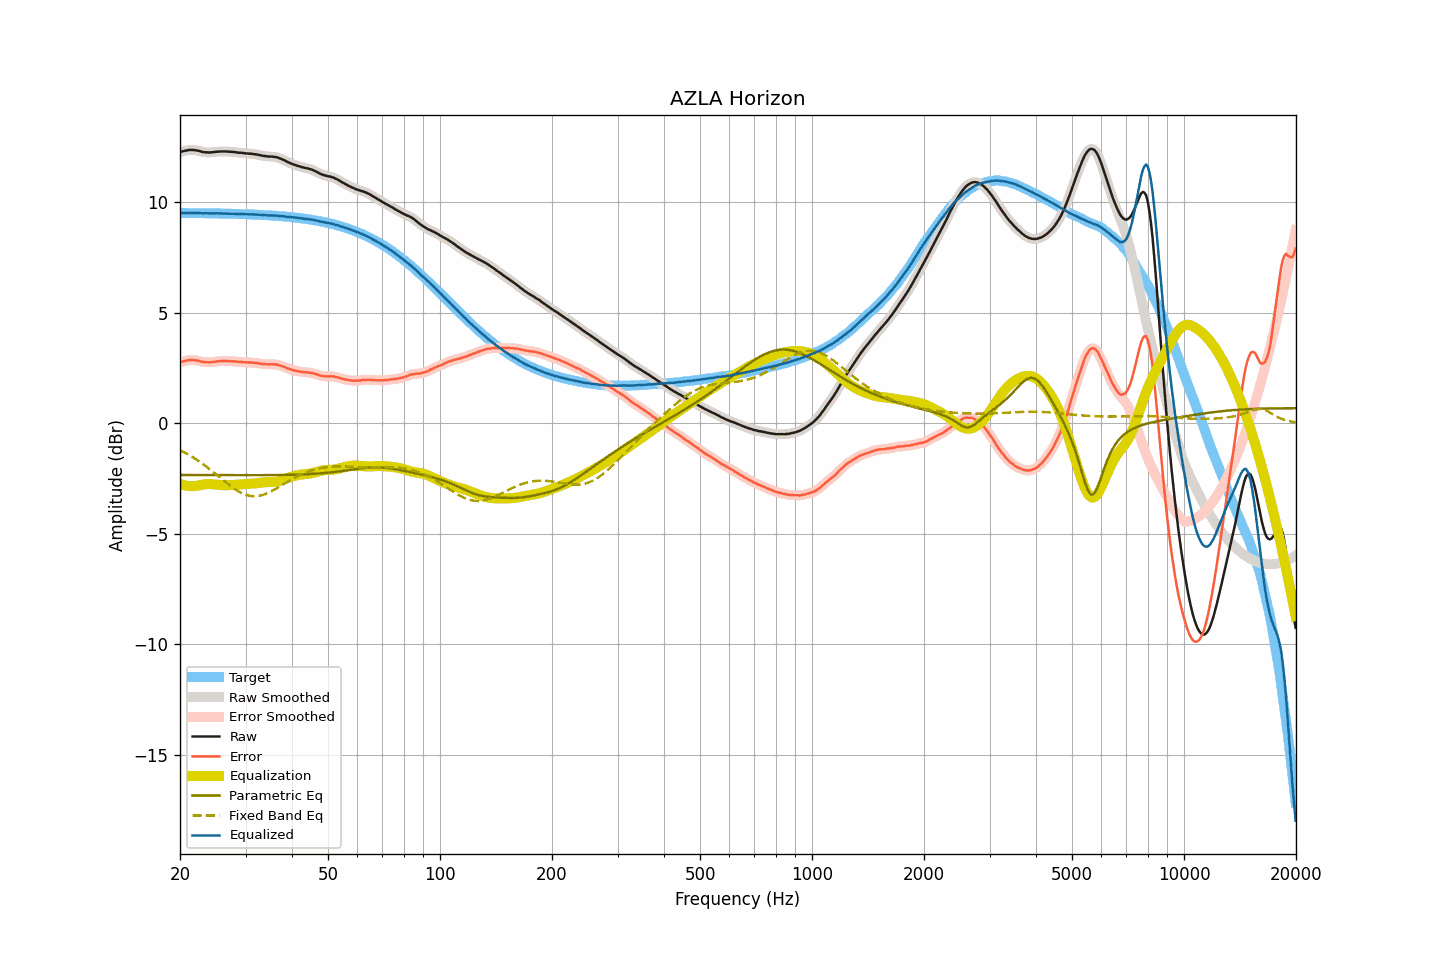 AZLA Horizon
10
5
0
−5
−10
−15
Amplitude (dBr)
Target
Raw Smoothed
Error Smoothed
Raw
Error
Equalization
Parametric Eq
Fixed Band Eq
Equalized
20 50 100 200 500 1000 2000 5000 10000 20000
Frequency (Hz)